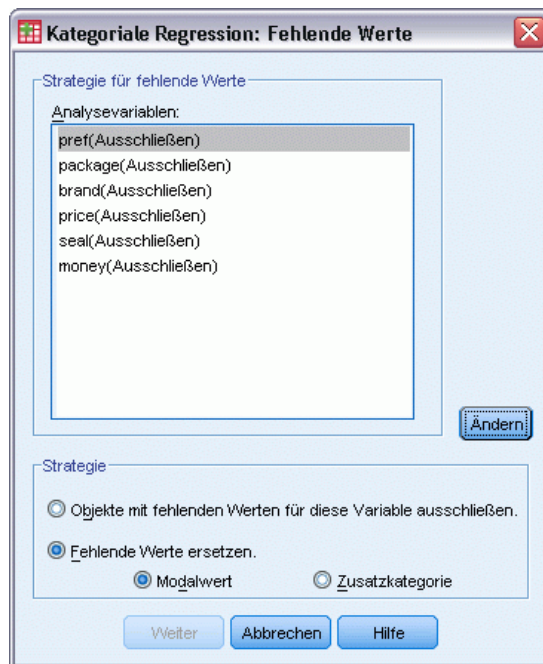 Kategoriale Regression: Fehlende Werte
Strategie für fehlende Werte
Analysevariablen:
pref(Ausschließen)
package(Ausschließen)
brand(Ausschließen)
price(Ausschließen)
seal(Ausschließen)
money(Ausschließen)
Ändern
Strategie
Objekte mit fehlenden Werten für diese Variable ausschließen.
Fehlende Werte ersetzen.
Modalwert Zusatzkategorie
Weiter Abbrechen Hilfe